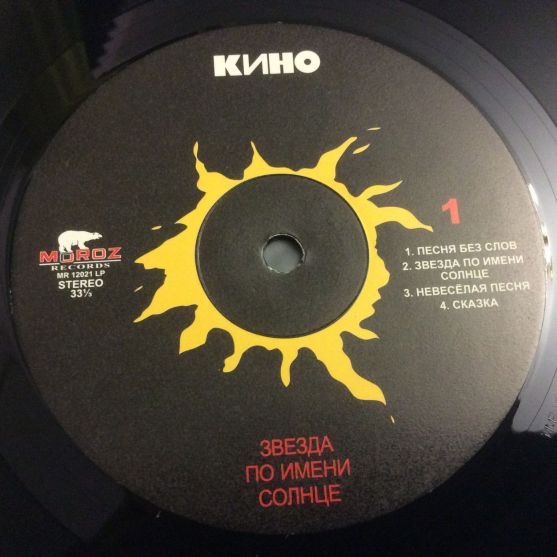 КИНО
MOROZ
RECORDS
MR 12021 LP
STEREO
33⅓
1
1. ПЕСНЯ БЕЗ СЛОВ
2. ЗВЕЗДА ПО ИМЕНИ
СОЛНЦЕ
3. НЕВЕСЁЛАЯ ПЕСНЯ
4. СКАЗКА
ЗВЕЗДА
ПО ИМЕНИ
СОЛНЦЕ